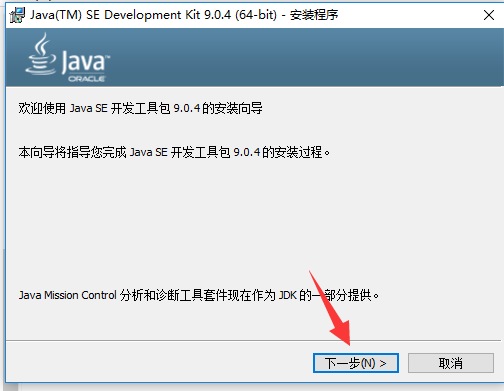 Java(TM) SE Development Kit 9.0.4 (64-bit) - 安装程序
Java
ORACLE
欢迎使用 Java SE 开发工具包 9.0.4 的安装向导
本向导将指导您完成 Java SE 开发工具包 9.0.4 的安装过程。
Java Mission Control 分析和诊断工具套件现在作为 JDK 的一部分提供。
下一步(N) >
取消